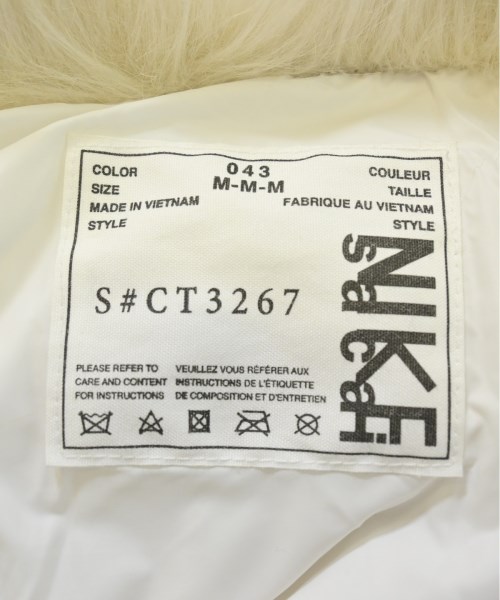 COLOR 043 COULEUR
SIZE M-M-M TAILLE
MADE IN VIETNAM FABRIQUE AU VIETNAM
STYLE STYLE
S#CT3267
NIKE
sacai
PLEASE REFER TO
CARE AND CONTENT
FOR INSTRUCTIONS
VEUILLEZ VOUS RÉFÉRER AUX
INSTRUCTIONS DE L'ÉTIQUETTE
DE COMPOSITION ET D'ENTRETIEN